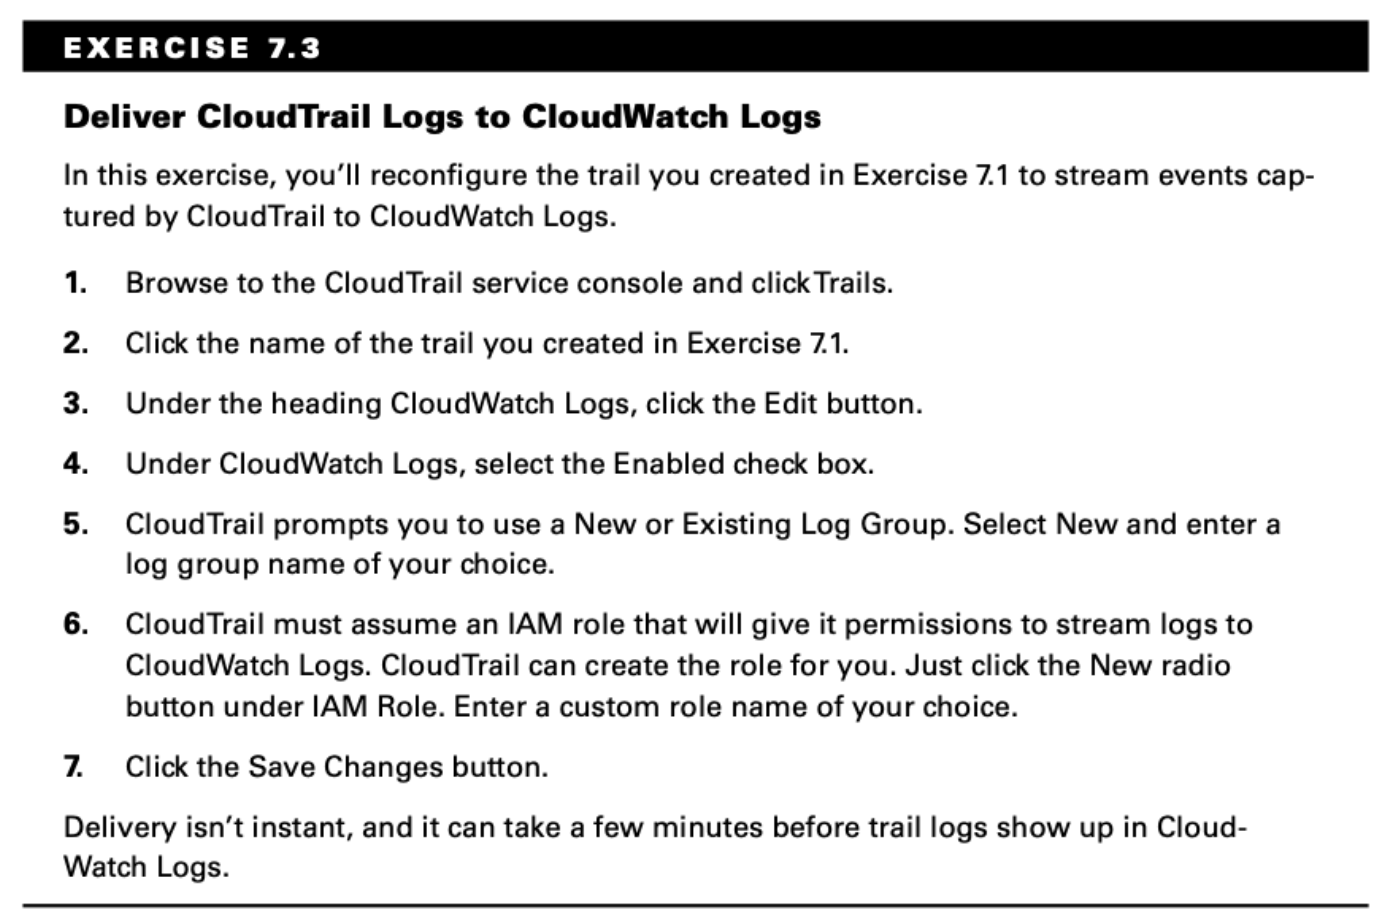 EXERCISE 7.3
Deliver CloudTrail Logs to CloudWatch Logs
In this exercise, you’ll reconfigure the trail you created in Exercise 7.1 to stream events cap-
tured by CloudTrail to CloudWatch Logs.
1. Browse to the CloudTrail service console and click Trails.
2. Click the name of the trail you created in Exercise 7.1.
3. Under the heading CloudWatch Logs, click the Edit button.
4. Under CloudWatch Logs, select the Enabled check box.
5. CloudTrail prompts you to use a New or Existing Log Group. Select New and enter a
log group name of your choice.
6. CloudTrail must assume an IAM role that will give it permissions to stream logs to
CloudWatch Logs. CloudTrail can create the role for you. Just click the New radio
button under IAM Role. Enter a custom role name of your choice.
7. Click the Save Changes button.
Delivery isn’t instant, and it can take a few minutes before trail logs show up in Cloud-
Watch Logs.